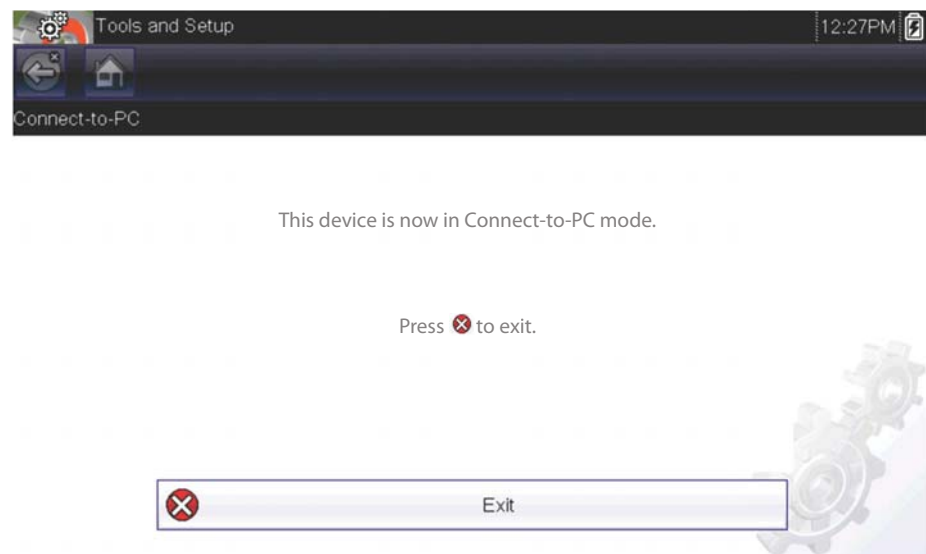 Tools and Setup 12:27PM
Connect-to-PC
This device is now in Connect-to-PC mode.
Press to exit.
Exit